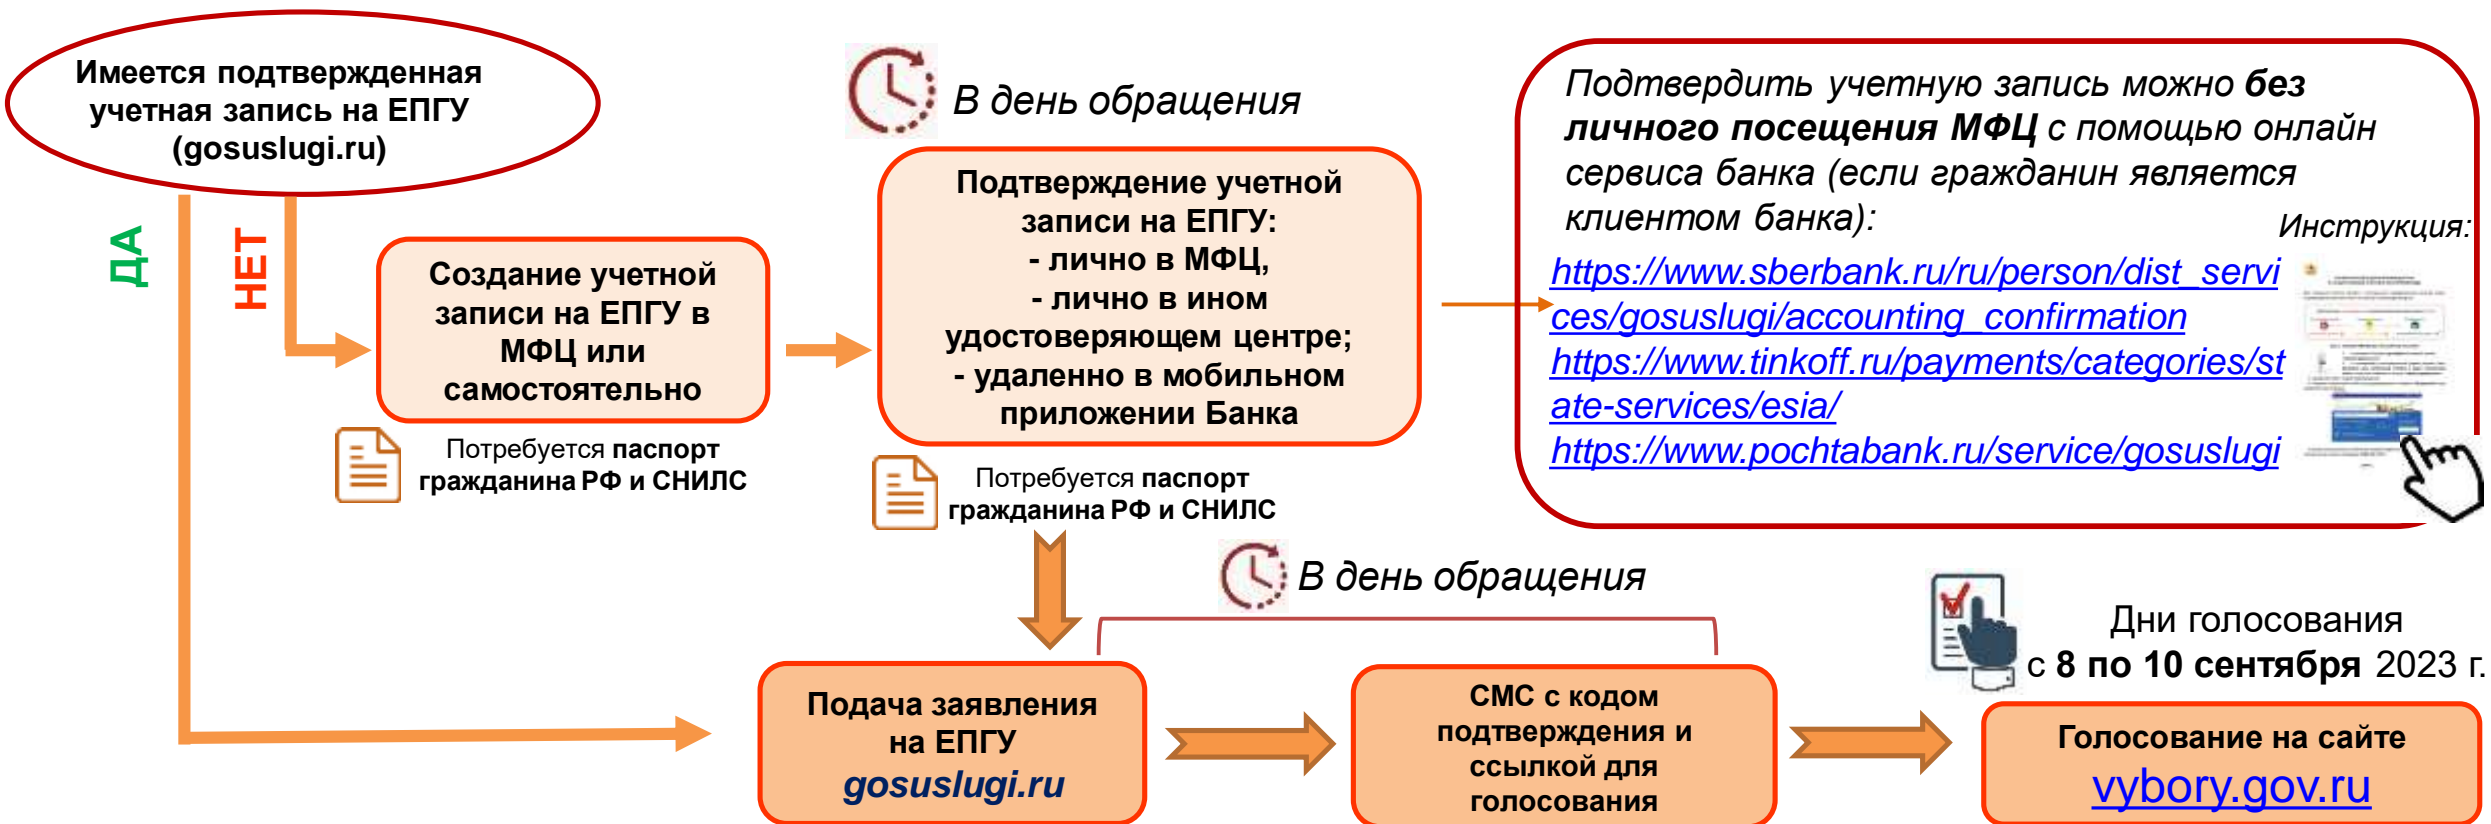 Имеется подтвержденная
учетная запись на ЕПГУ
(gosuslugi.ru)
ДА
НЕТ
Создание учетной
записи на ЕПГУ в
МФЦ или
самостоятельно
Потребуется паспорт
гражданина РФ и СНИЛС
В день обращения
Подтверждение учетной
записи на ЕПГУ:
- лично в МФЦ,
- лично в ином
удостоверяющем центре;
- удаленно в мобильном
приложении Банка
Потребуется паспорт
гражданина РФ и СНИЛС
Подтвердить учетную запись можно без
личного посещения МФЦ с помощью онлайн
сервиса банка (если гражданин является
клиентом банка):
Инструкция:
https://www.sberbank.ru/ru/person/dist_servi
ces/gosuslugi/accounting_confirmation
https://www.tinkoff.ru/payments/categories/st
ate-services/esia/
https://www.pochtabank.ru/service/gosuslugi
В день обращения
Подача заявления
на ЕПГУ
gosuslugi.ru
СМС с кодом
подтверждения и
ссылкой для
голосования
Дни голосования
с 8 по 10 сентября 2023 г.
Голосование на сайте
vybory.gov.ru